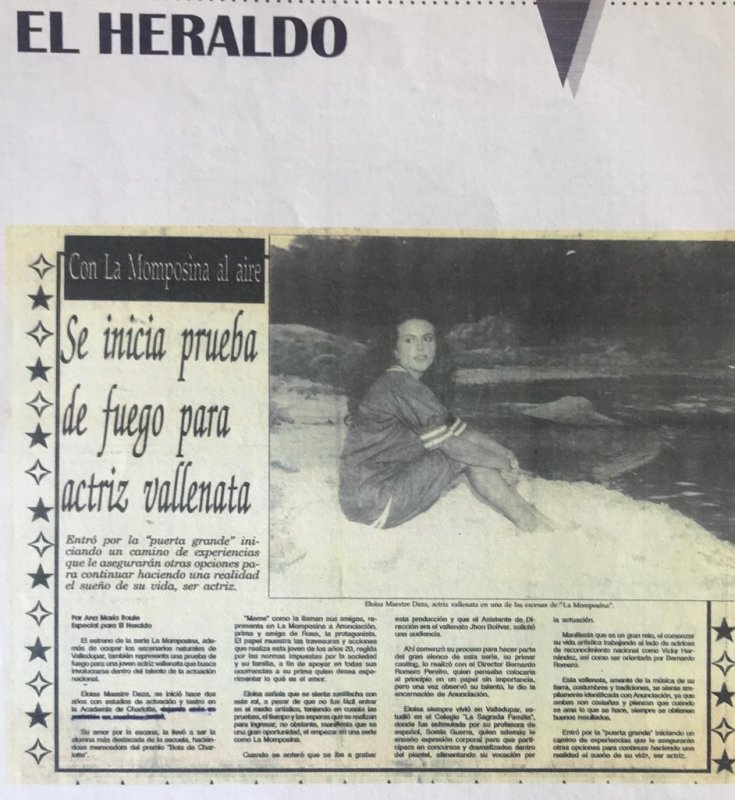 EL HERALDO
Con La Momposina al aire
Se inicia prueba
de fuego para
actriz vallenata
Entró por la "puerta grande" ini-
ciando un camino de experiencias
que le asegurarán otras opciones pa-
ra continuar haciendo una realidad
el sueño de su vida, ser actriz.
Eloisa Maestre Daza, actriz vallenata en una de las escenas de "La Momposina".
Por Ana María
Especial para El Heraldo
El estreno de la serie La Momposina, ade-
más de ocupar los escenarios naturales de
Valledupar, también representa una prueba de
fuego para una joven actriz vallenata que busca
involucrarse dentro del talento de la actuación
nacional.
Eloisa Maestre Daza, se inició hace dos
años con estudios de actuación y teatro en
la Academia de Charlotte,
Su amor por la escena, la llevó a ser la
alumna más destacada de la escuela, hacién-
dose merecedora del premio "Bota de Char-
lotte".
"Meme" como la llaman sus amigos, re-
presenta en La Momposina a Anunciación,
prima y amiga de Rosa, la protagonista.
El papel muestra las travesuras y acciones
que realiza esta joven de los años 20, regida
por las normas impuestas por la sociedad
y su familia, a fin de apoyar en todas sus
ocurrencias a su prima quien desea exper-
imentar lo qué es el amor.
Eloisa señala que se siente satisfecha con
este rol, a pesar de que no fue fácil entrar
en el medio artístico, teniendo en cuenta las
pruebas, el tiempo y las esperas que se realizan
para ingresar, no obstante, manifiesta que es
una gran oportunidad, el empezar en una serie
como La Momposina.
Cuando se enteró que se iba a grabar
esta producción y que el Asistente de Di-
rección era el vallenato Jhon Bolívar, solicitó
una audiencia.
Ahí comenzó su proceso para hacer parte
del gran elenco de esta serie, su primer
casting, lo realizó con el Director Bernardo
Romero Pereiro, quien pensaba colocarla
al principio en un papel sin importancia,
pero una vez observó su talento, le dio la
encarnación de Anunciación.
Eloisa siempre vivió en Valledupar, es-
tudió en el Colegio "La Sagrada Familia",
donde fue estimulada por su profesora de
español, Guerra, quien además le
enseño expresión corporal para que parti-
cipara en concursos y dramatizados dentro
del plantel, alimentando su vocación por
la actuación.
Manifiesta que es un gran reto, el comenzar
su vida artística trabajando al lado de actrices
de reconocimiento nacional como Vicky Her-
nández, así como ser orientada por Bernardo
Romero.
Esta vallenata, amante de la música de su
tierra, costumbres y tradiciones, se siente am-
pliamente identificada con Anunciación, ya que
ambas son costeñas y piensan que cuando
se ama lo que se hace, siempre se obtienen
buenos resultados.
Entró por la "puerta grande" iniciando un
camino de experiencias que le asegurarán
otras opciones para continuar haciendo una
realidad el sueño de su vida, ser actriz.